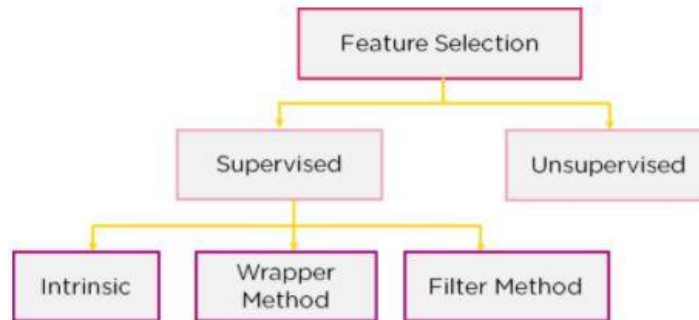 Feature Selection
Supervised
Unsupervised
Intrinsic
Wrapper
Method
Filter Method